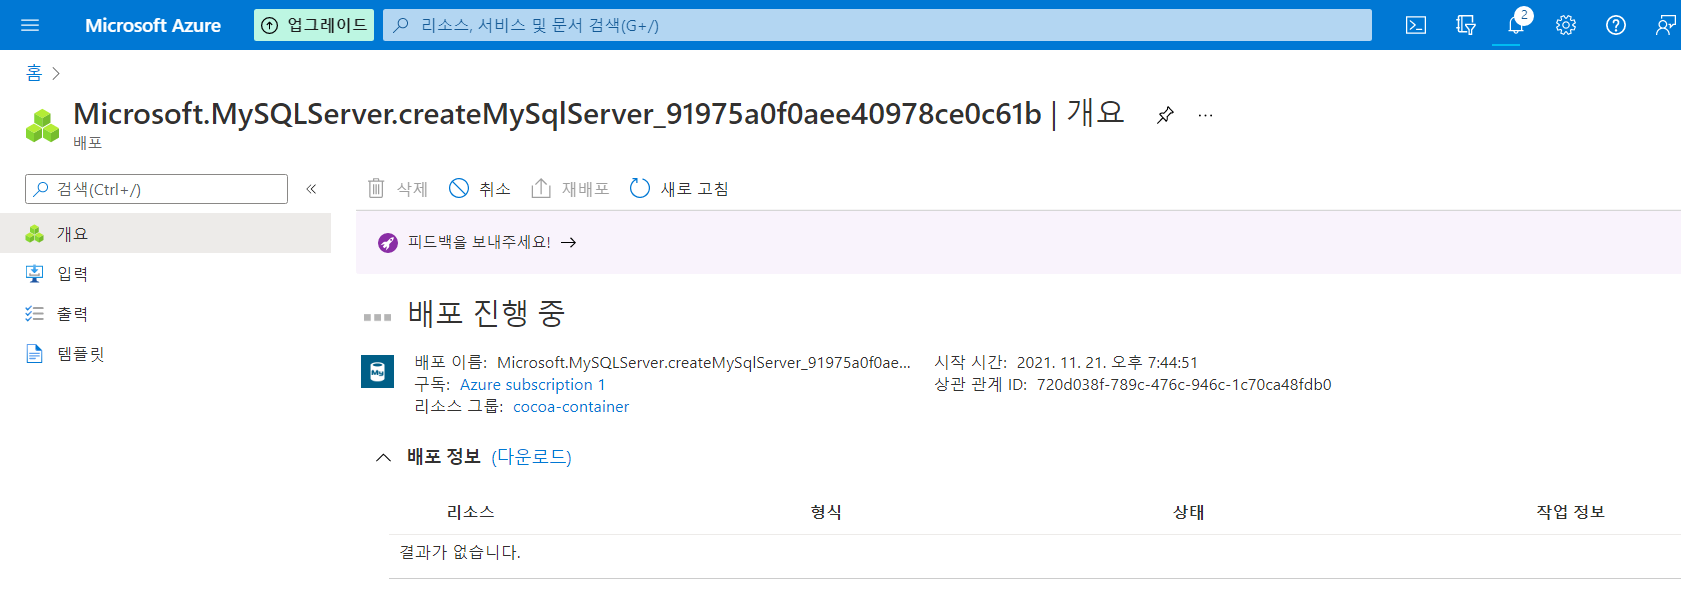 Microsoft Azure
업그레이드
리소스, 서비스 및 문서 검색(G+/)
2
홈
Microsoft.MySQLServer.createMySqlServer_91975a0f0aee40978ce0c61b | 개요
...
배포
검색(Ctrl+/)
«
삭제
취소
재배포
새로 고침
개요
입력
출력
템플릿
피드백을 보내주세요! →
배포 진행 중
My
배포 이름: Microsoft.MySQLServer.createMySqlServer_91975a0f0ae...
시작 시간: 2021. 11. 21. 오후 7:44:51
구독: Azure subscription 1
상관 관계 ID: 720d038f-789c-476c-946c-1c70ca48fdb0
리소스 그룹: cocoa-container
배포 정보 (다운로드)
리소스 형식 상태 작업 정보
결과가 없습니다.